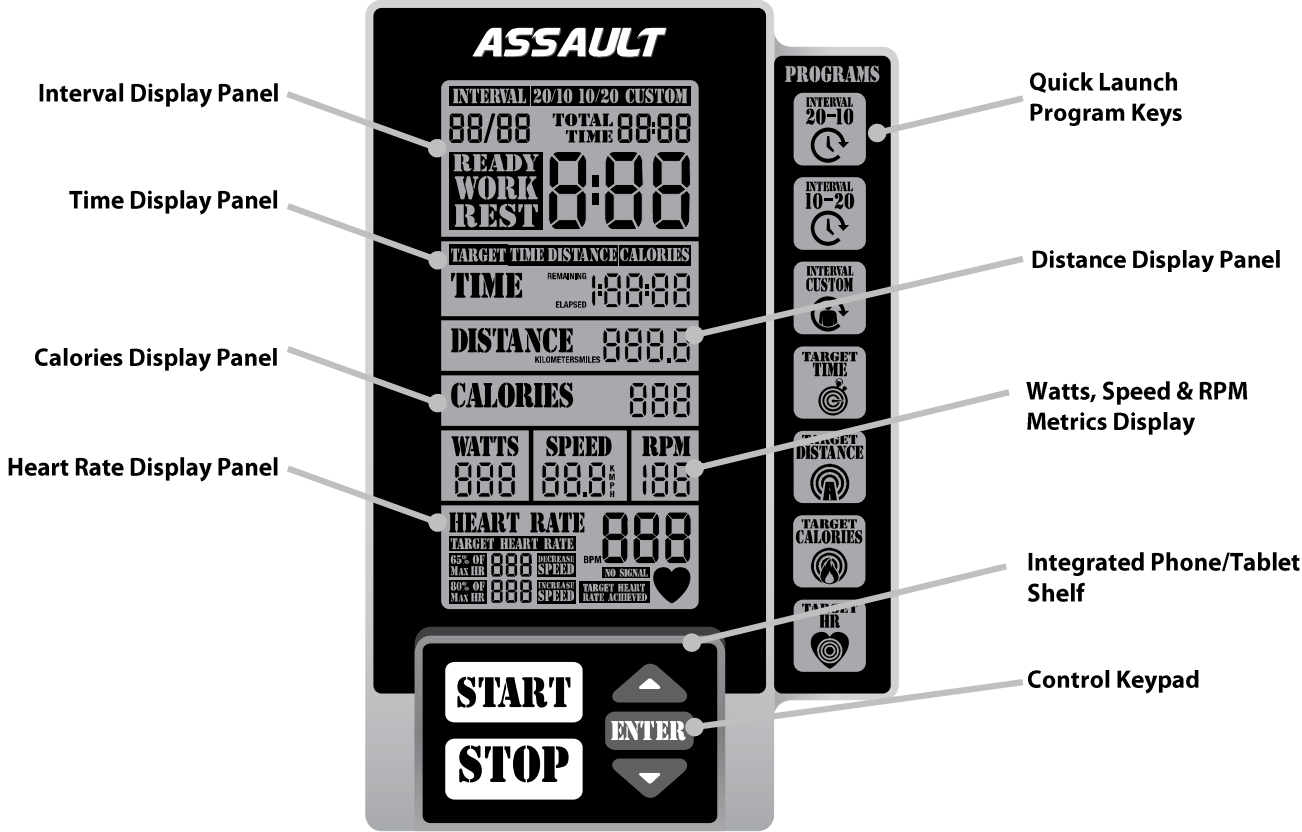 ASSAULT
Interval Display Panel
Time Display Panel
Calories Display Panel
Heart Rate Display Panel
INTERVAL 20/10 10/20 CUSTOM
88/88 TOTAL TIME 88:88
READY
WORK
REST
8:88
TARGET TIME DISTANCE CALORIES
TIME REMAINING ELAPSED 1:88:88
DISTANCE KILOMETERSMILES 888.6
CALORIES 888
WATTS SPEED RPM
888 88.8 KMPH 186
HEART RATE 888
TARGET HEART RATE
BPM
65% OF MAX HR 888 DECREASE SPEED
NO SIGNAL
80% OF MAX HR 888 INCREASE SPEED
TARGET HEART RATE ACHIEVED
START
STOP
ENTER
PROGRAMS
INTERVAL
20-10
INTERVAL
10-20
INTERVAL
CUSTOM
TARGET
TIME
TARGET
DISTANCE
TARGET
CALORIES
TARGET
HR
Quick Launch
Program Keys
Distance Display Panel
Watts, Speed & RPM
Metrics Display
Integrated Phone/Tablet
Shelf
Control Keypad